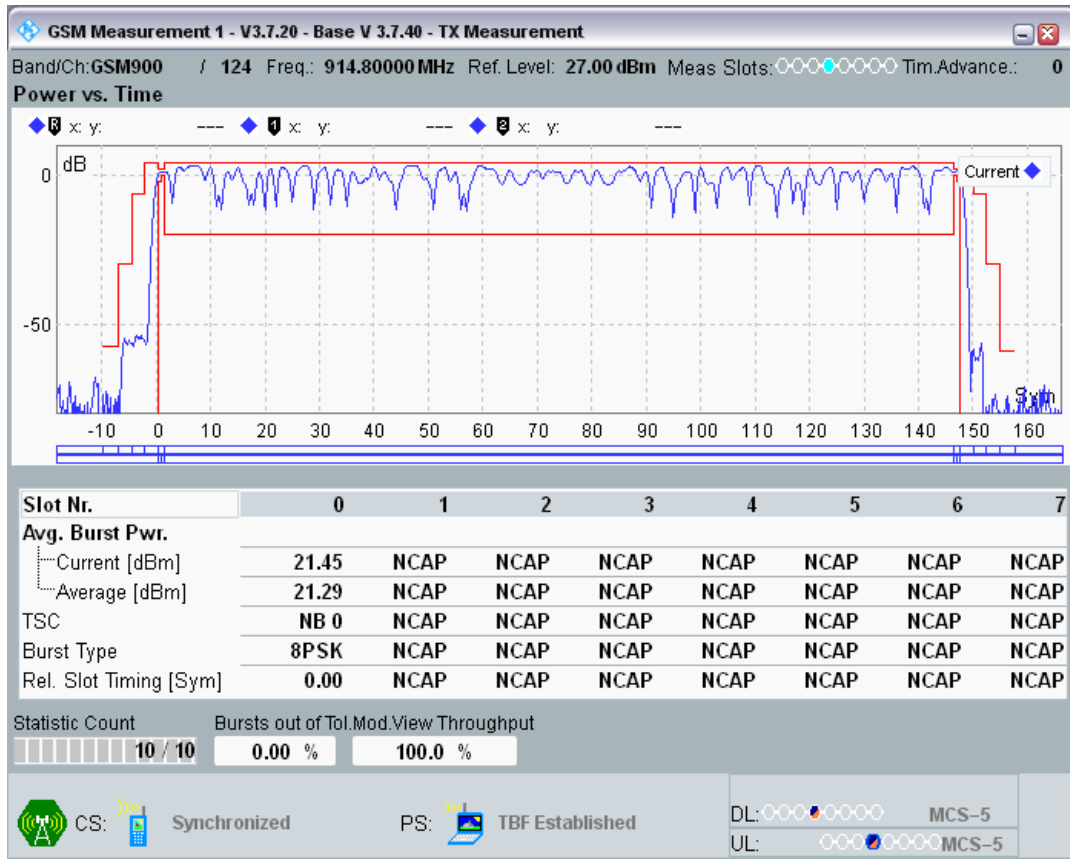 GSM Measurement 1 - V3.7.20 - Base V 3.7.40 - TX Measurement
Band/Ch:GSM900 / 124 Freq.: 914.80000 MHz Ref. Level: 27.00 dBm Meas Slots: Tim.Advance.: 0
Power vs. Time
R x: y: --- 1 x: y: --- 2 x: y: ---
0 dB
Current
-50
Sym
-10 0 10 20 30 40 50 60 70 80 90 100 110 120 130 140 150 160
Slot Nr. 0 1 2 3 4 5 6 7
Avg. Burst Pwr.
Current [dBm] 21.45 NCAP NCAP NCAP NCAP NCAP NCAP NCAP
Average [dBm] 21.29 NCAP NCAP NCAP NCAP NCAP NCAP NCAP
TSC NB 0 NCAP NCAP NCAP NCAP NCAP NCAP NCAP
Burst Type 8PSK NCAP NCAP NCAP NCAP NCAP NCAP NCAP
Rel. Slot Timing [Sym] 0.00 NCAP NCAP NCAP NCAP NCAP NCAP NCAP
Statistic Count Bursts out of Tol. Mod.View Throughput
10 / 10 0.00 % 100.0 %
CS: Synchronized PS: TBF Established DL: MCS-5
UL: MCS-5